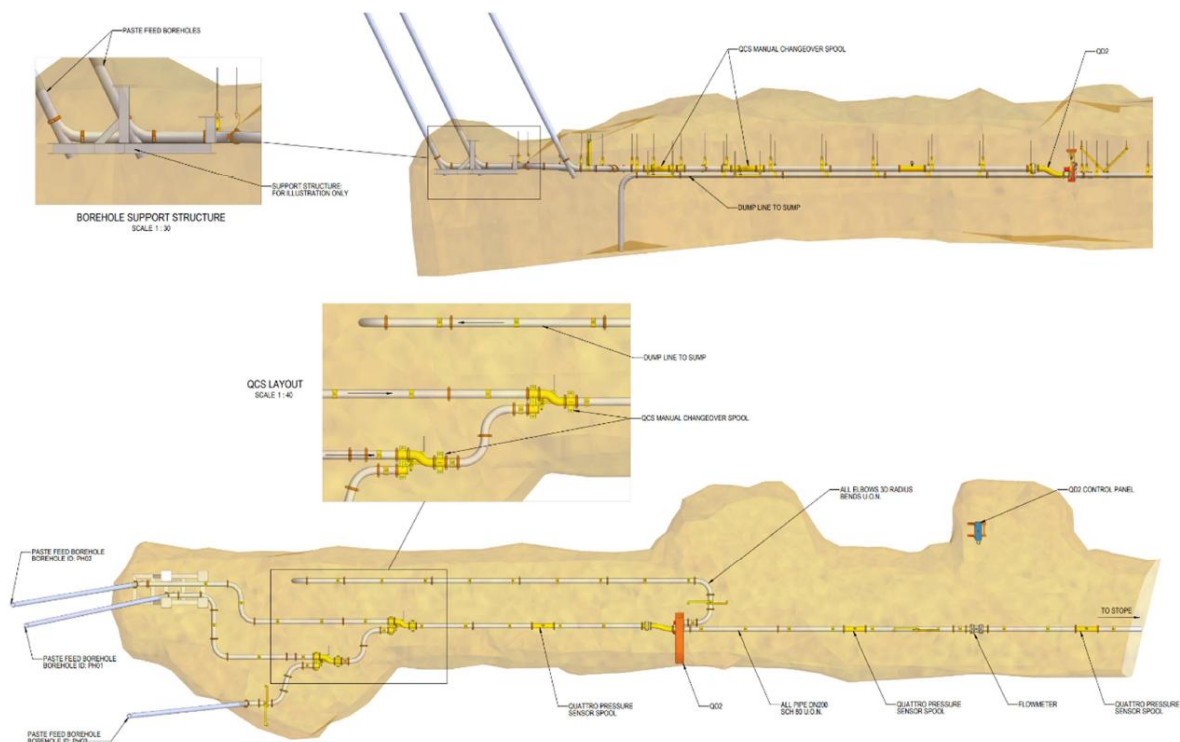 PASTE FEED BOREHOLES
QCS MANUAL CHANGEOVER SPOOL
QD2
SUPPORT STRUCTURE:
FOR ILLUSTRATION ONLY
BOREHOLE SUPPORT STRUCTURE
SCALE 1 : 30
DUMP LINE TO SUMP
QCS LAYOUT
SCALE 1 : 40
DUMP LINE TO SUMP
QCS MANUAL CHANGEOVER SPOOL
ALL ELBOWS 3D RADIUS
BENDS U.O.N.
QD2 CONTROL PANEL
PASTE FEED BOREHOLE
BOREHOLE ID: PH02
TO STOPE
PASTE FEED BOREHOLE
BOREHOLE ID: PH01
QUATTRO PRESSURE
SENSOR SPOOL
QD2
ALL PIPE DN200
SCH 80 U.O.N.
QUATTRO PRESSURE
SENSOR SPOOL
FLOWMETER
QUATTRO PRESSURE
SENSOR SPOOL
PASTE FEED BOREHOLE
BOREHOLE ID: PH03